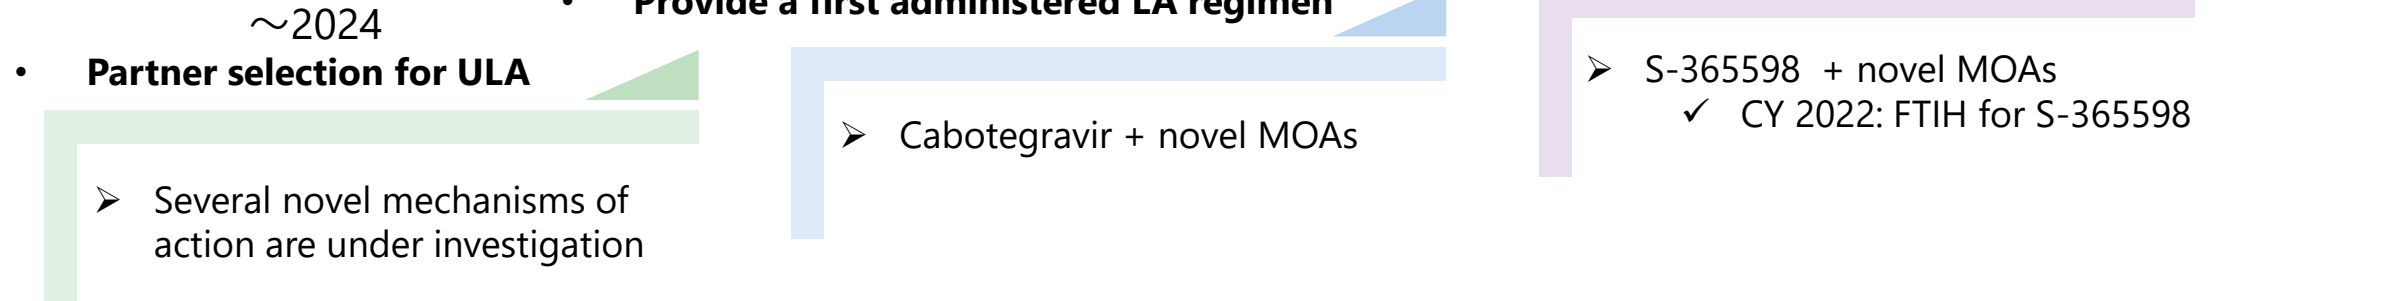 ～2024
• Partner selection for ULA
➢ Several novel mechanisms of
action are under investigation
• Provide a first administered LA regimen
➢ Cabotegravir + novel MOAs
➢ S-365598 + novel MOAs
✓ CY 2022: FTIH for S-365598